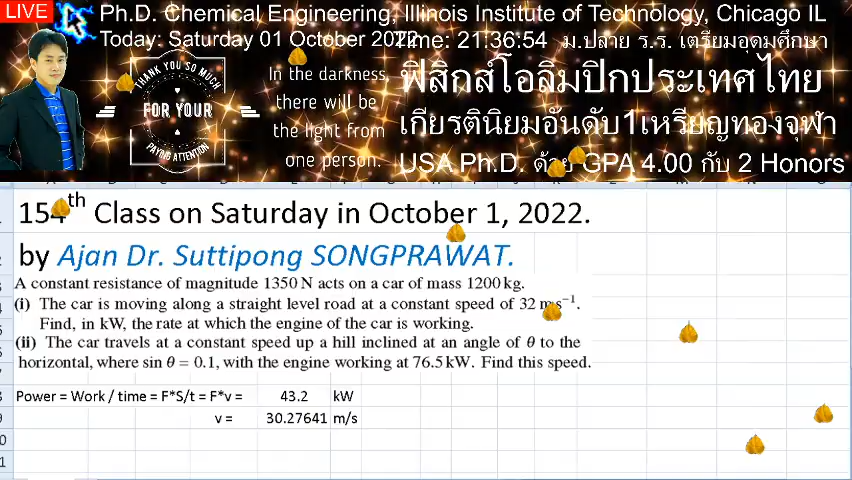 LIVE
Ph.D. Chemical Engineering, Illinois Institute of Technology, Chicago IL
Today: Saturday 01 October 2022 Time: 21:36:54 ม.ปลาย ร.ร. เตรียมอุดมศึกษา
THANK YOU SO MUCH
FOR YOUR
PAYING ATTENTION
In the darkness,
there will be
the light from
one person.
ฟิสิกส์โอลิมปิกประเทศไทย
เกียรตินิยมอันดับ1เหรียญทองจุฬา
USA Ph.D. ด้วย GPA 4.00 กับ 2 Honors
154th Class on Saturday in October 1, 2022.
by Ajan Dr. Suttipong SONGPRAWAT.
A constant resistance of magnitude 1350 N acts on a car of mass 1200 kg.
(i) The car is moving along a straight level road at a constant speed of 32 m s⁻¹.
Find, in kW, the rate at which the engine of the car is working.
(ii) The car travels at a constant speed up a hill inclined at an angle of θ to the
horizontal, where sin θ = 0.1, with the engine working at 76.5 kW. Find this speed.
Power = Work / time = F*S/t = F*v = 43.2 kW
v = 30.27641 m/s